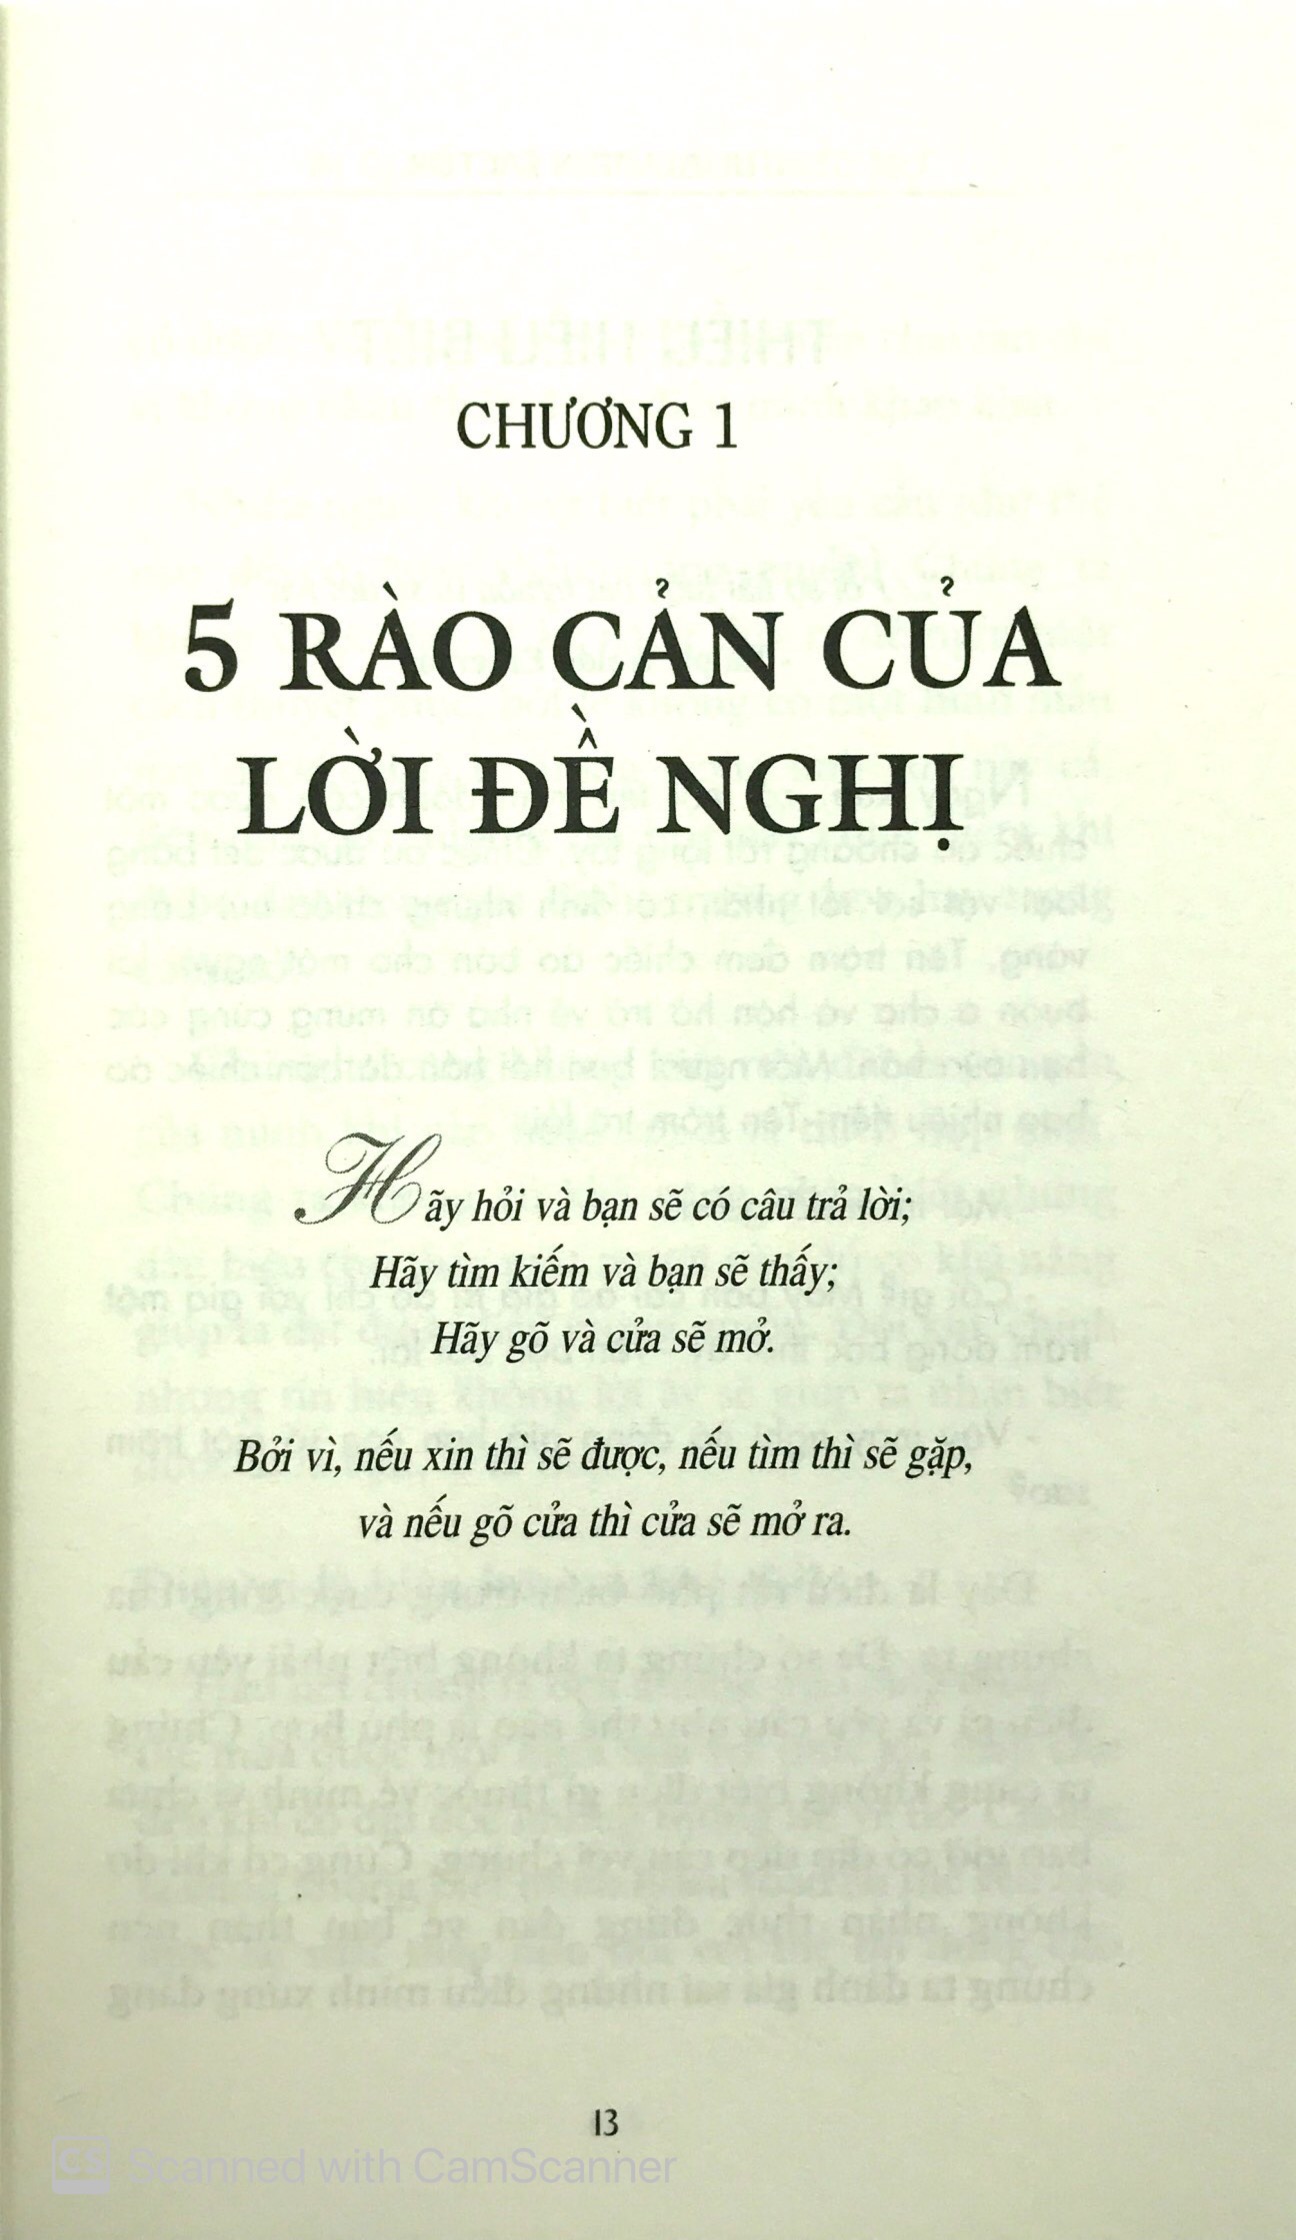 CHƯƠNG 1
5 RÀO CẢN CỦA
LỜI ĐỀ NGHỊ
Hãy hỏi và bạn sẽ có câu trả lời;
Hãy tìm kiếm và bạn sẽ thấy;
Hãy gõ và cửa sẽ mở.
Bởi vì, nếu xin thì sẽ được, nếu tìm thì sẽ gặp,
và nếu gõ cửa thì cửa sẽ mở ra.
13
CS Scanned with CamScanner